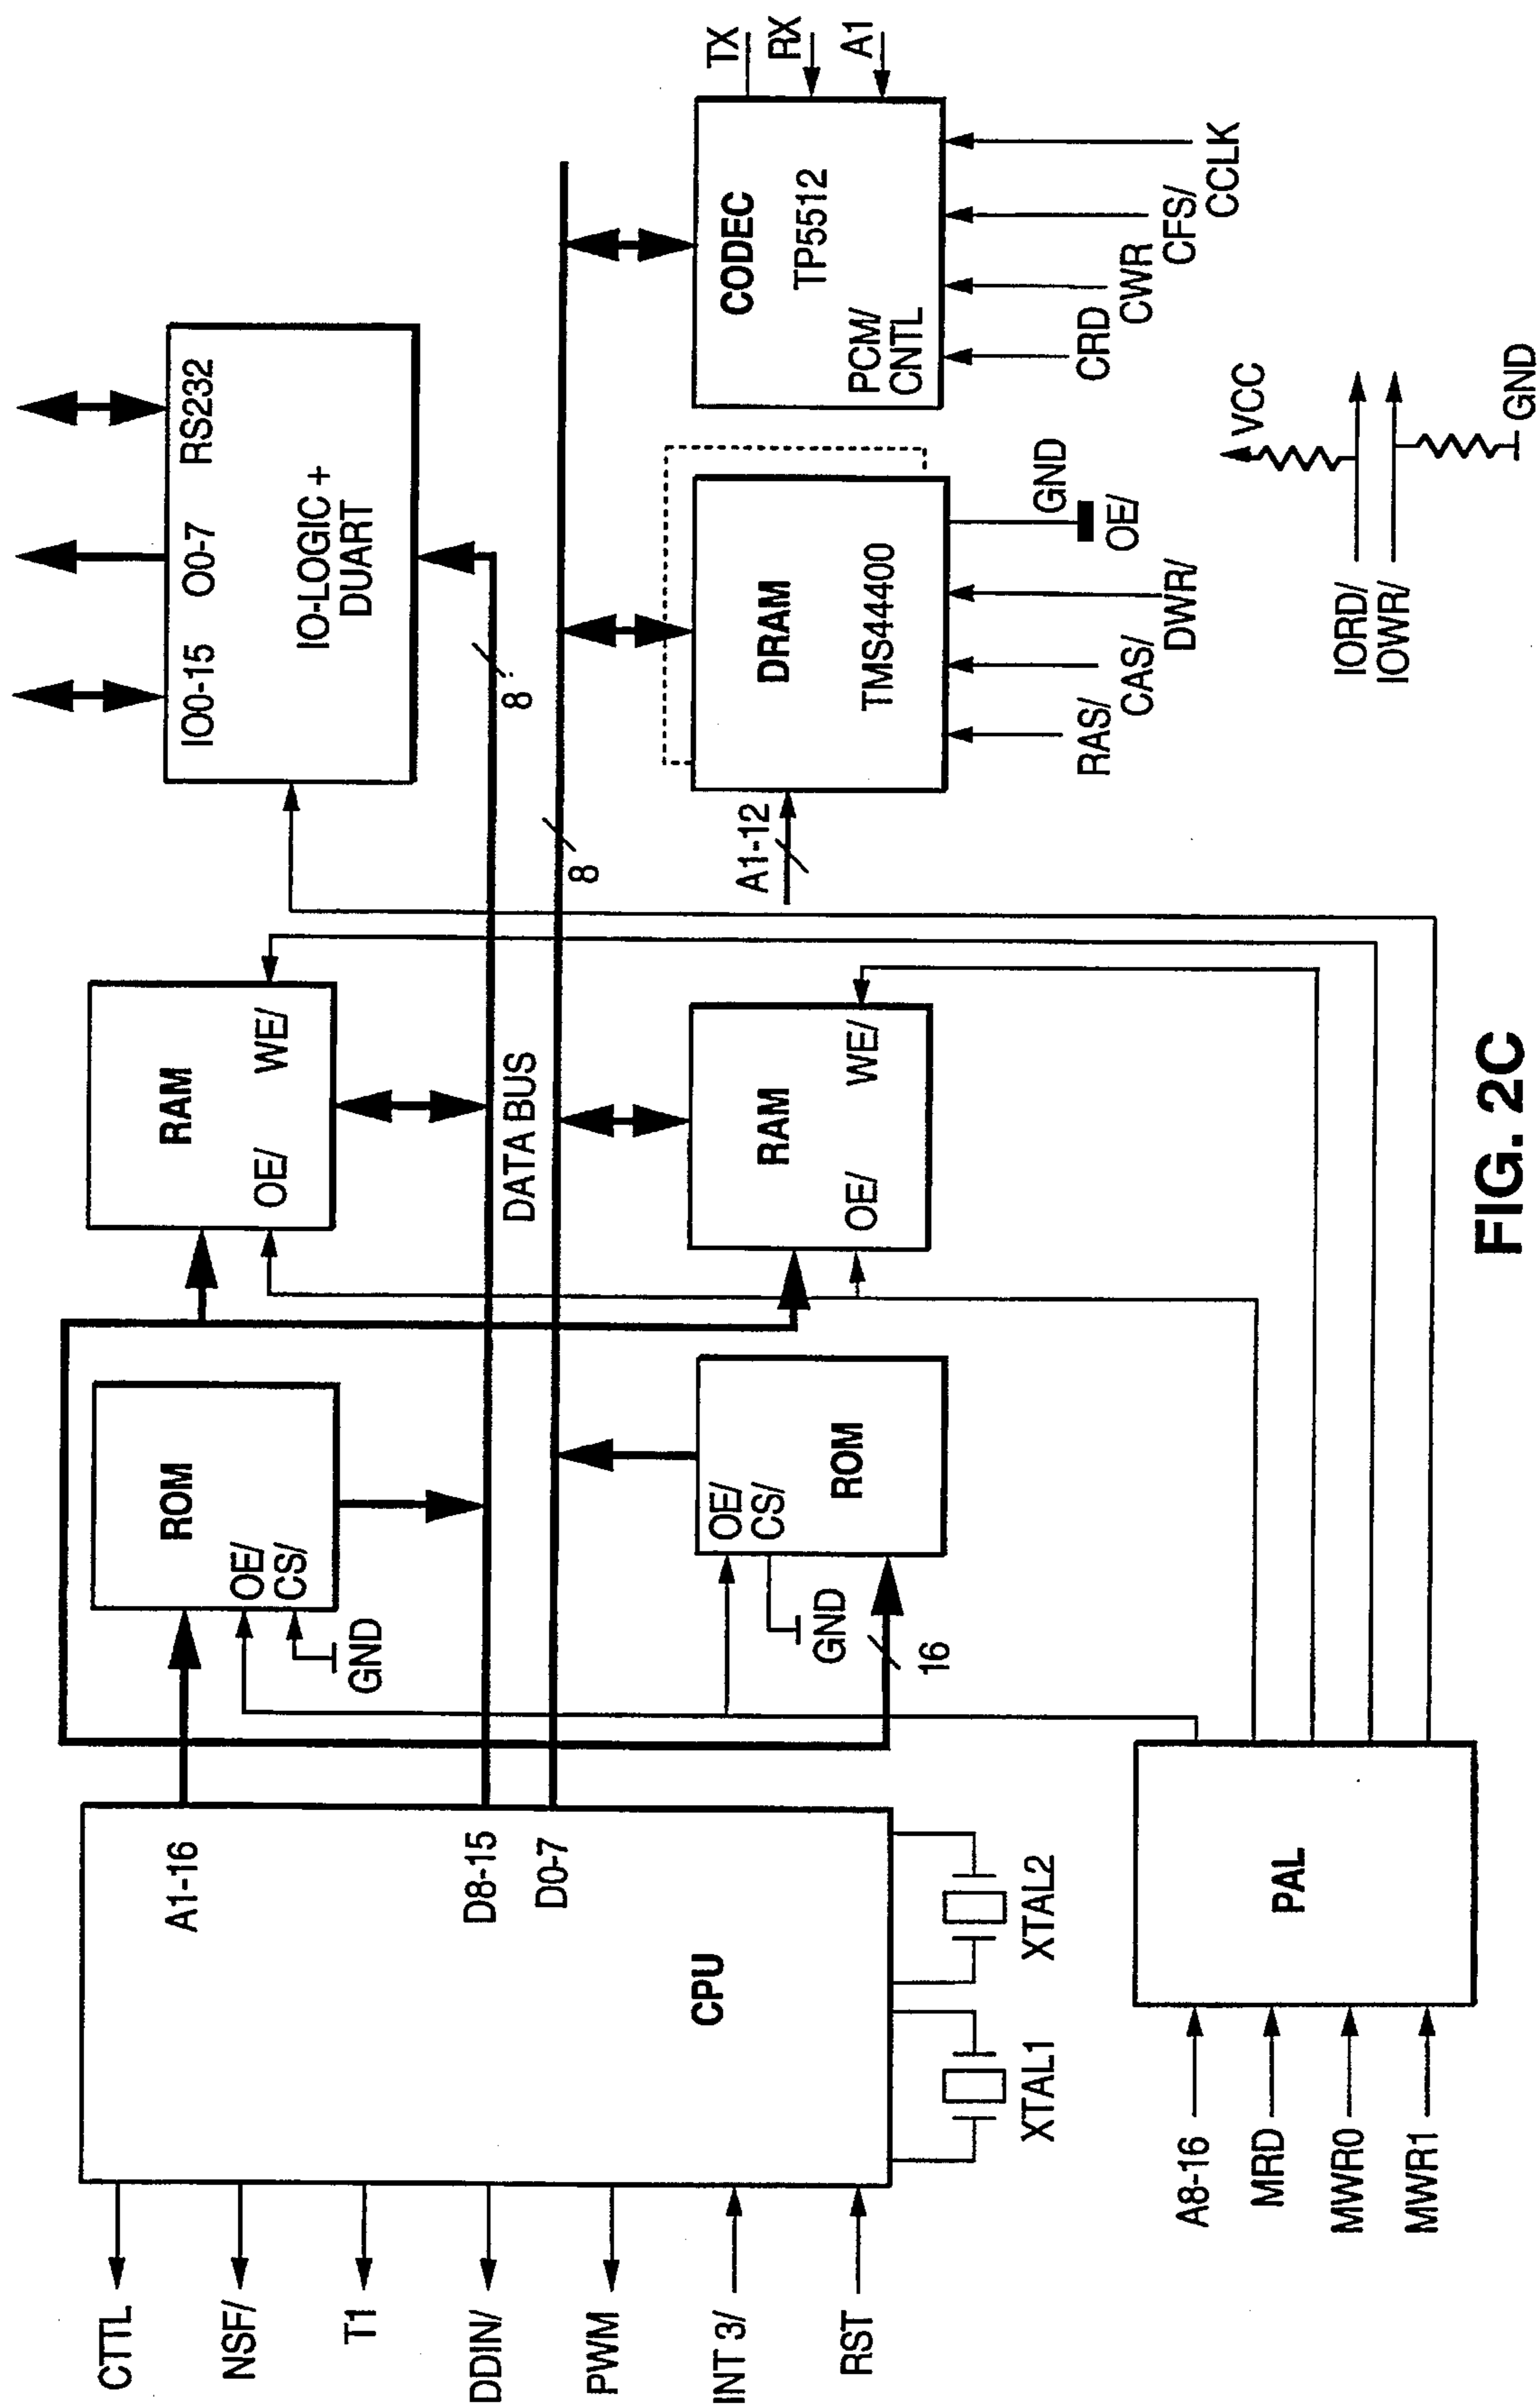 CTTL
NSF/
T1
DDIN/
PWM
INT 3/
RST
A1-16
D8-15
D0-7
CPU
XTAL1
XTAL2
ROM
OE/
CS/
GND
OE/
CS/
ROM
GND
16
RAM
OE/
WE/
DATA BUS
RAM
OE/
WE/
IO0-15
O0-7
RS232
IO-LOGIC +
DUART
8
8
A1-12
DRAM
TMS44400
RAS/
CAS/
DWR/
GND
OE/
CODEC
TP5512
PCM/
CNTL
TX
RX
A1
CRD
CWR
CFS/
CCLK
VCC
IORD/
IOWR/
GND
A8-16
MRD
MWR0
MWR1
PAL
FIG. 2C